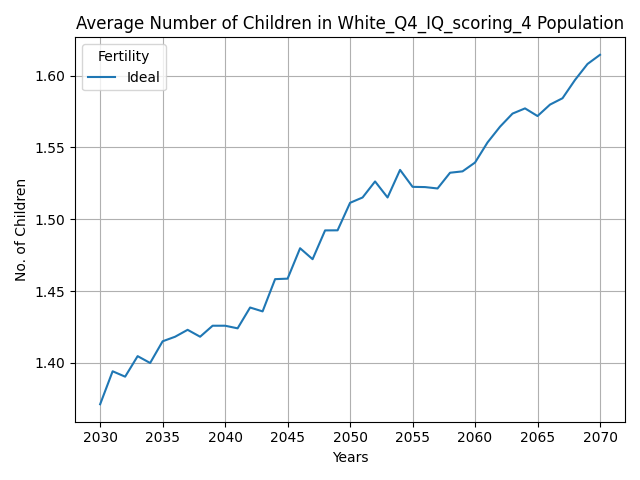 Average Number of Children in White_Q4_IQ_scoring_4 Population
Fertility
Ideal
1.60
1.55
1.50
1.45
1.40
No. of Children
2030 2035 2040 2045 2050 2055 2060 2065 2070
Years